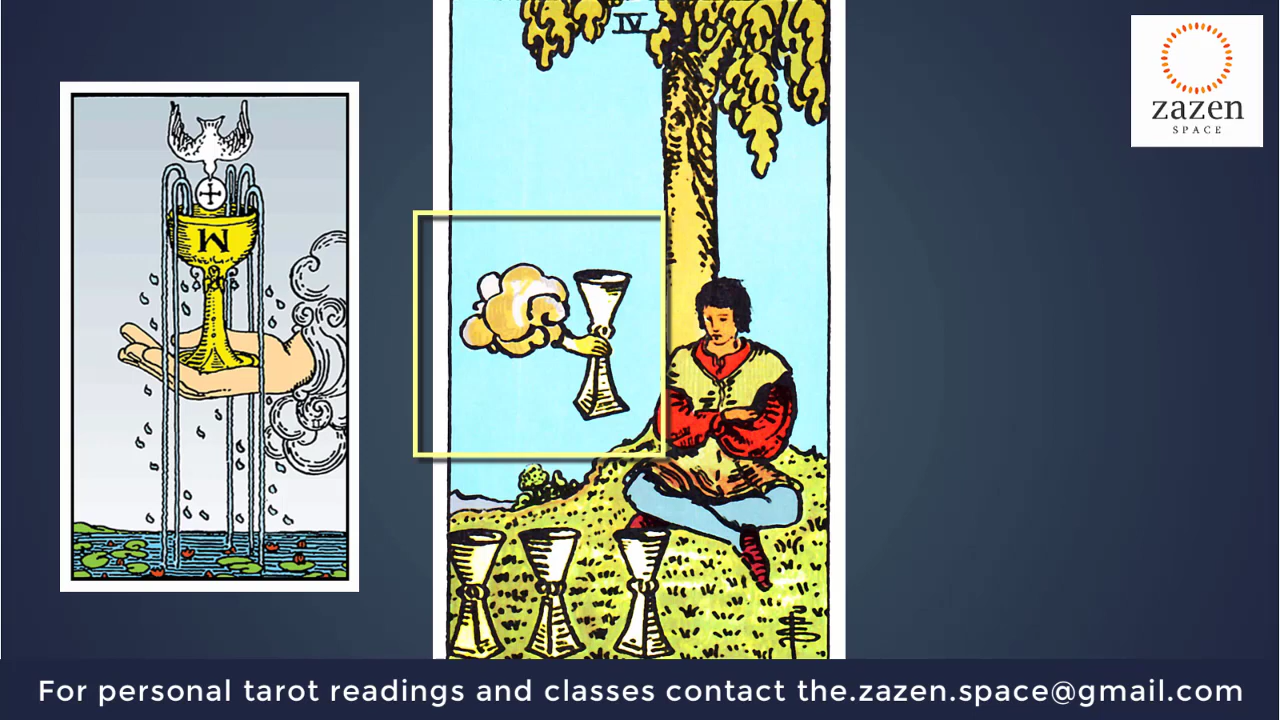 IV
zazen
SPACE
W
For personal tarot readings and classes contact the.zazen.space@gmail.com